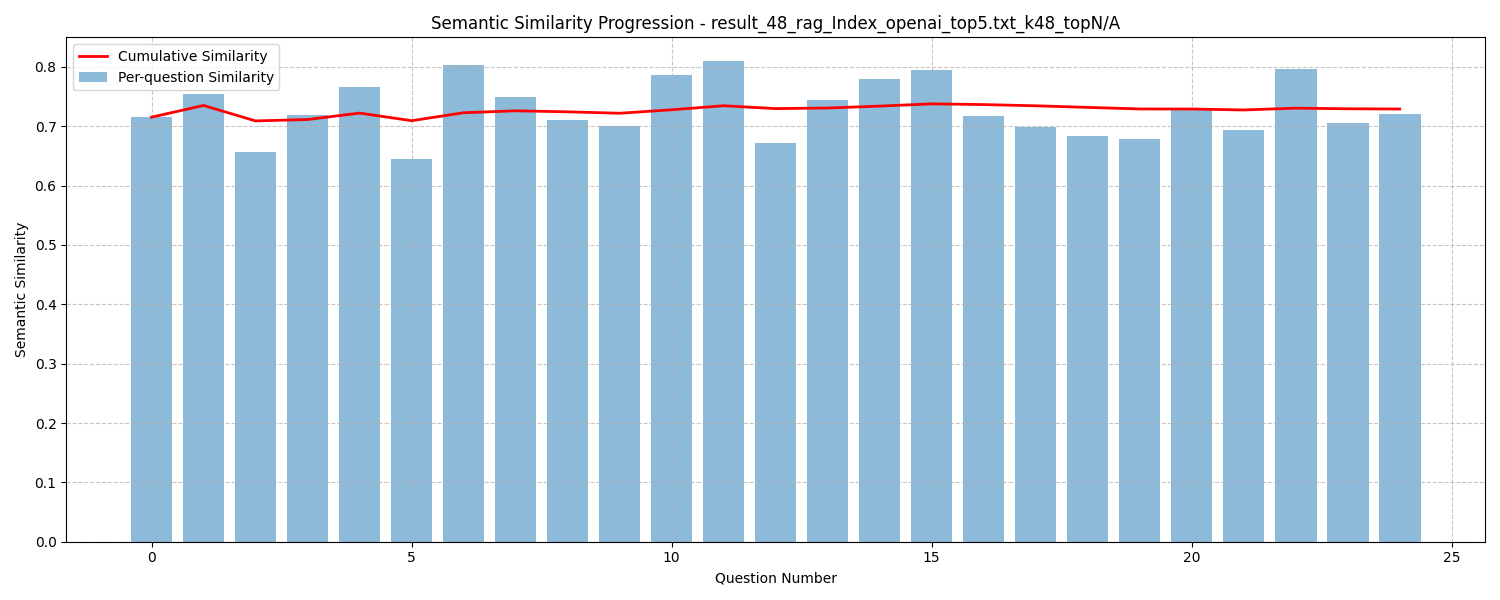 Semantic Similarity Progression - result_48_rag_Index_openai_top5.txt_k48_topN/A
Cumulative Similarity
Per-question Similarity
Semantic Similarity
0.8
0.7
0.6
0.5
0.4
0.3
0.2
0.1
0.0
0 5 10 15 20 25
Question Number